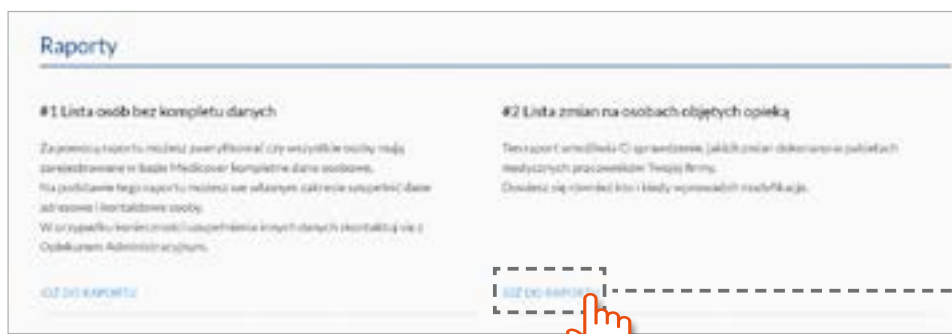 Raporty
#1 Lista osób bez kompletu danych
Za pomocą raportu możesz zweryfikować czy wszystkie osoby mają
zarejestrowane w bazie Medicover kompletne dane osobowe.
Na podstawie tego raportu możesz we własnym zakresie uzupełnić dane
adresowe i kontaktowe osoby.
W przypadku konieczności uzupełnienia innych danych skontaktuj się z
Opiekunem Administracyjnym.
IDŹ DO RAPORTU
#2 Lista zmian na osobach objętych opieką
Ten raport umożliwia Ci sprawdzenie, jakich zmian dokonano w pakietach
medycznych pracowników Twojej firmy.
Dowiesz się również kto i kiedy wprowadził modyfikacje.
IDŹ DO RAPORTU